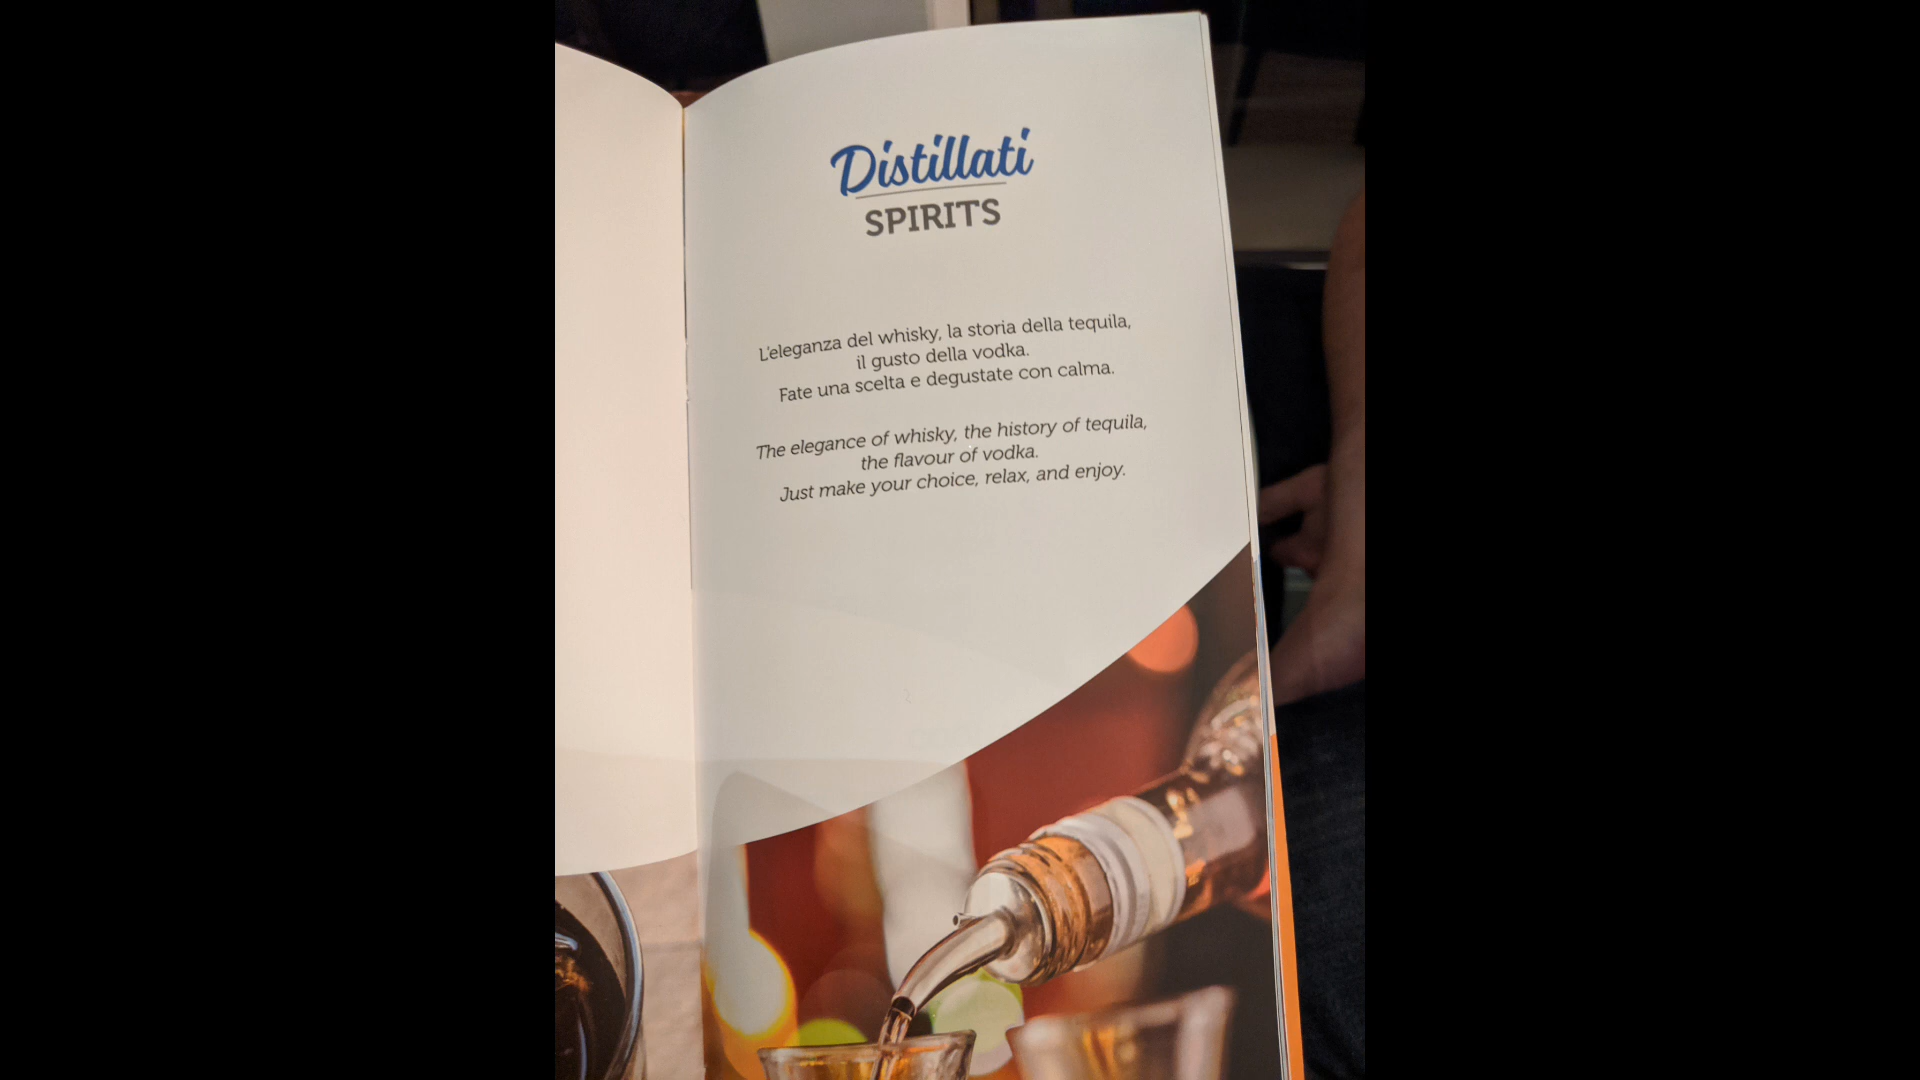 Distillati
SPIRITS
L'eleganza del whisky, la storia della tequila,
il gusto della vodka.
Fate una scelta e degustate con calma.
The elegance of whisky, the history of tequila,
the flavour of vodka.
Just make your choice, relax, and enjoy.